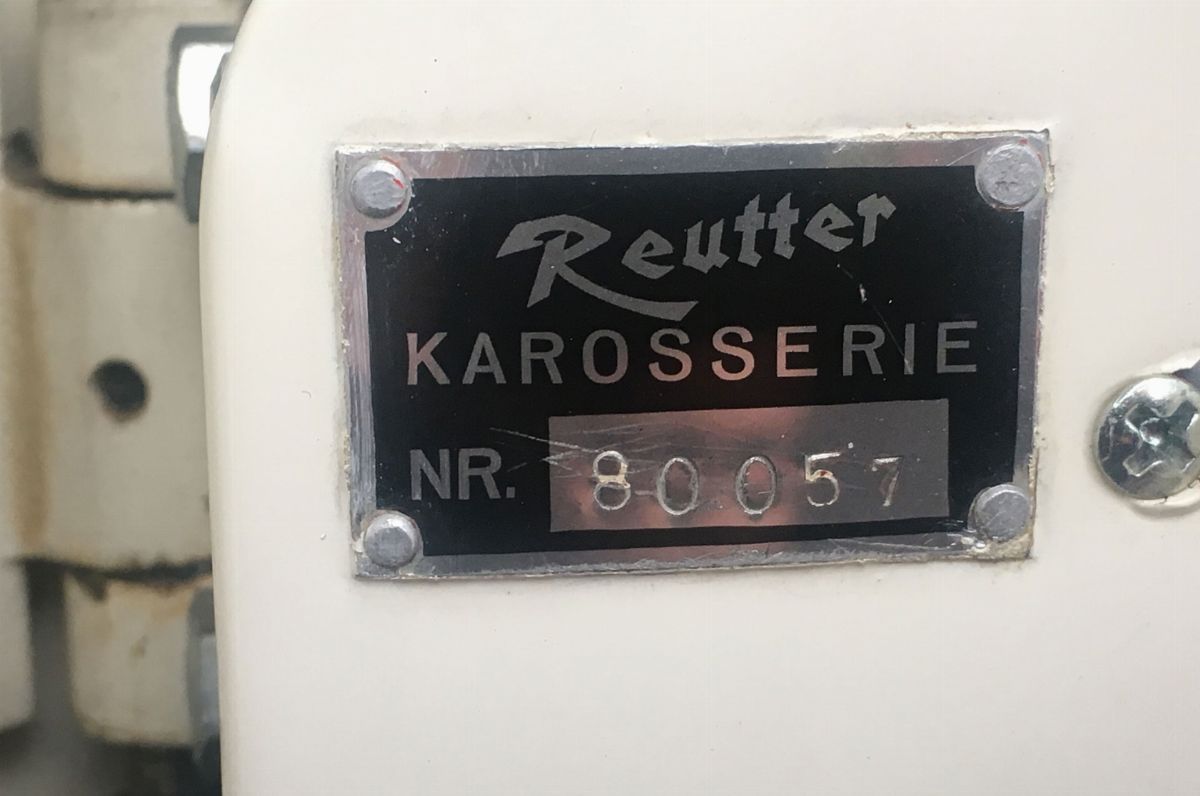 Reutter
KAROSSERIE
NR. 80057